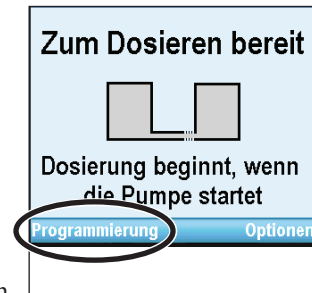 Zum Dosieren bereit
Dosierung beginnt, wenn
die Pumpe startet
Programmierung Optionen